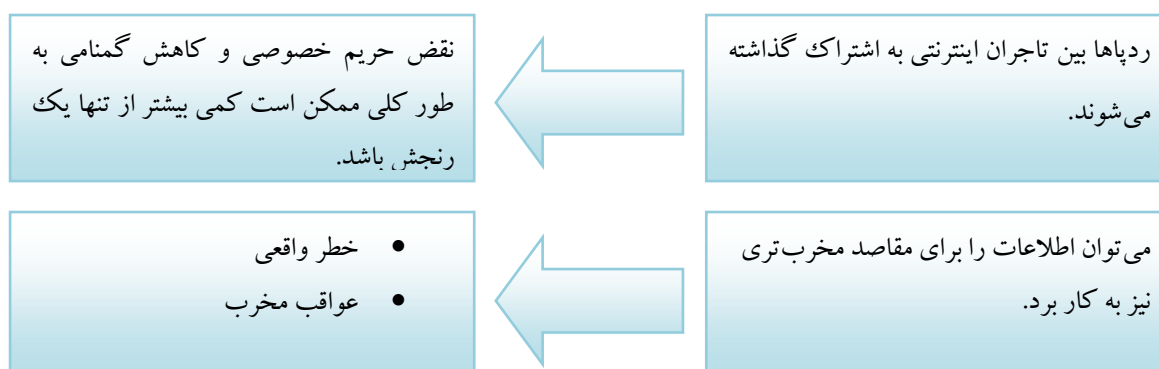 ردپاها بین تاجران اینترنتی به اشتراک گذاشته
می‌شوند.
نقض حریم خصوصی و کاهش گمنامی به
طور کلی ممکن است کمی بیشتر از تنها یک
رنجش باشد.
می‌توان اطلاعات را برای مقاصد مخرب‌تری
نیز به کار برد.
• خطر واقعی
• عواقب مخرب